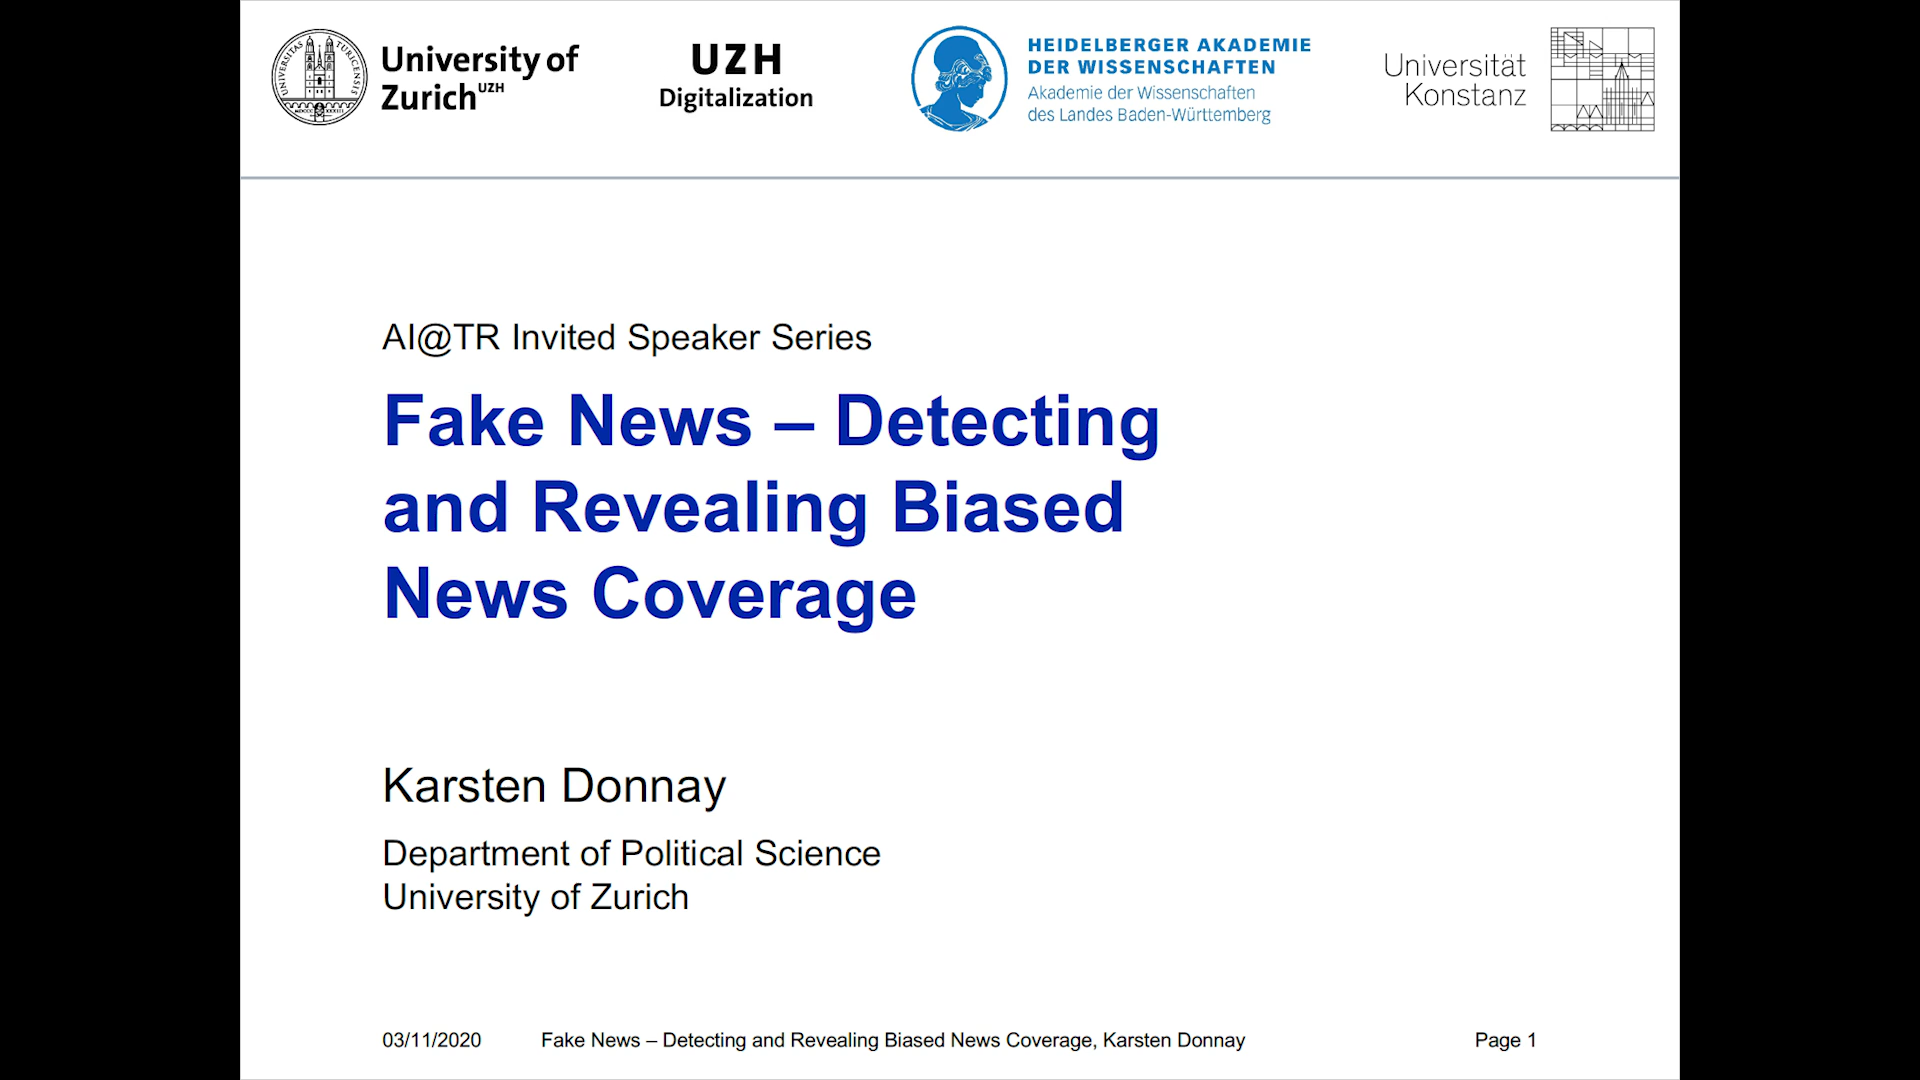 UNIVERSITAS TURICENSIS
University of
Zurich UZH
UZH
Digitalization
HEIDELBERGER AKADEMIE
DER WISSENSCHAFTEN
Akademie der Wissenschaften
des Landes Baden-Württemberg
Universität
Konstanz
AI@TR Invited Speaker Series
Fake News – Detecting
and Revealing Biased
News Coverage
Karsten Donnay
Department of Political Science
University of Zurich
03/11/2020 Fake News – Detecting and Revealing Biased News Coverage, Karsten Donnay Page 1